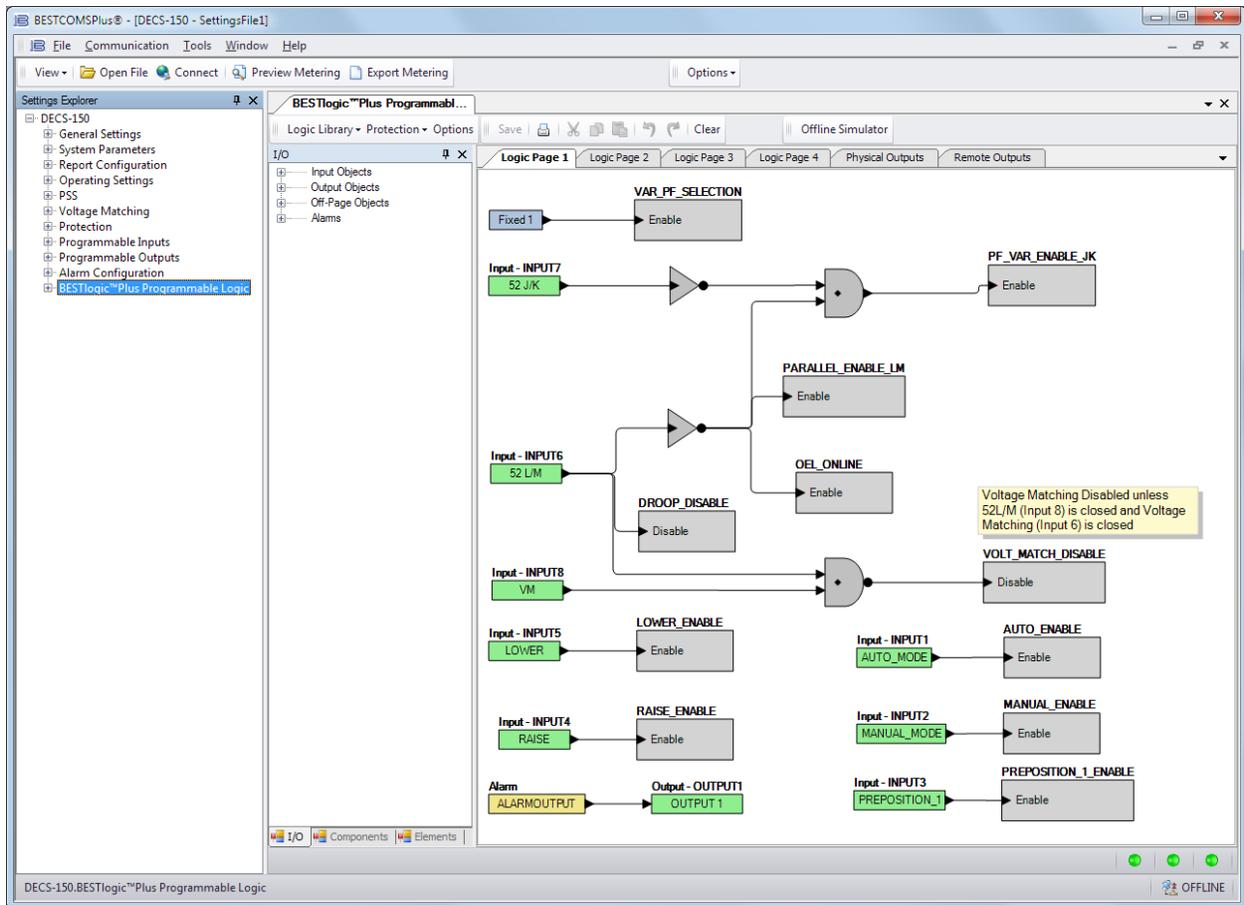 BESTCOMSPlus® - [DECS-150 - SettingsFile1]
File Communication Tools Window Help
View Open File Connect Preview Metering Export Metering Options
Settings Explorer
DECS-150
General Settings
System Parameters
Report Configuration
Operating Settings
PSS
Voltage Matching
Protection
Programmable Inputs
Programmable Outputs
Alarm Configuration
BESTlogic™Plus Programmable Logic
BESTlogic™Plus Programmabl...
Logic Library Protection Options Save Clear Offline Simulator
I/O
Input Objects
Output Objects
Off-Page Objects
Alarms
I/O Components Elements
Logic Page 1 Logic Page 2 Logic Page 3 Logic Page 4 Physical Outputs Remote Outputs
VAR_PF_SELECTION
Fixed 1
Enable
Input - INPUT7
52 J/K
PF_VAR_ENABLE_JK
Enable
PARALLEL_ENABLE_LM
Enable
Input - INPUT6
52 L/M
OEL_ONLINE
Enable
DROOP_DISABLE
Disable
Voltage Matching Disabled unless
52L/M (Input 8) is closed and Voltage
Matching (Input 6) is closed
VOLT_MATCH_DISABLE
Disable
Input - INPUT8
VM
Input - INPUT5
LOWER
LOWER_ENABLE
Enable
Input - INPUT1
AUTO_MODE
AUTO_ENABLE
Enable
Input - INPUT4
RAISE
RAISE_ENABLE
Enable
Input - INPUT2
MANUAL_MODE
MANUAL_ENABLE
Enable
Alarm
ALARMOUTPUT
Output - OUTPUT1
OUTPUT 1
Input - INPUT3
PREPOSITION_1
PREPOSITION_1_ENABLE
Enable
DECS-150.BESTlogic™Plus Programmable Logic
OFFLINE